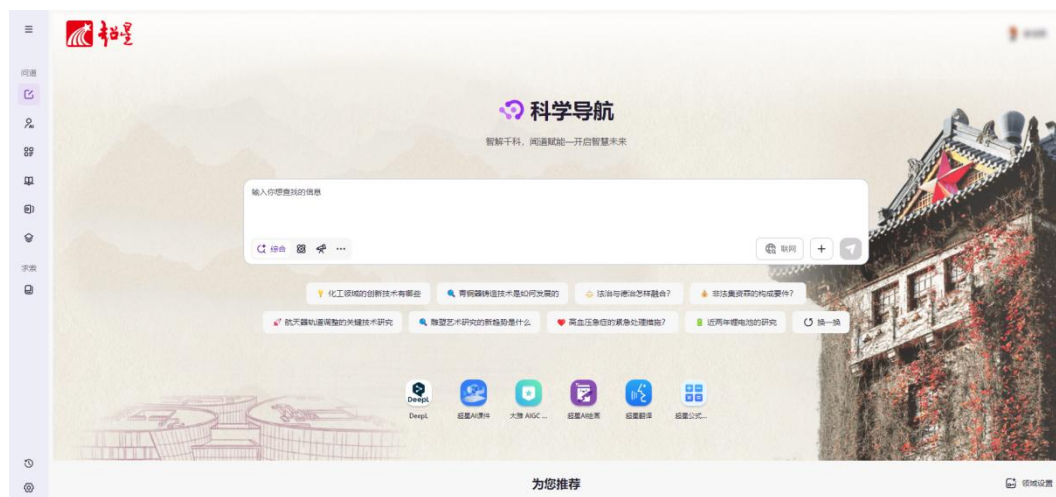 问道
求索
超星
科学导航
智解千科，闻道赋能—开启智慧未来
输入你想查找的信息
综合
联网
化工领域的创新技术有哪些
青铜器铸造技术是如何发展的
法治与德治怎样融合?
非法集资罪的构成要件?
航天器轨道调整的关键技术研究
雕塑艺术研究的新趋势是什么
高血压急症的紧急处理措施?
近两年锂电池的研究
换一换
DeepL
DeepL
超星AI课件
大雅 AIGC ...
超星AI绘画
超星翻译
超星公式...
为您推荐
领域设置